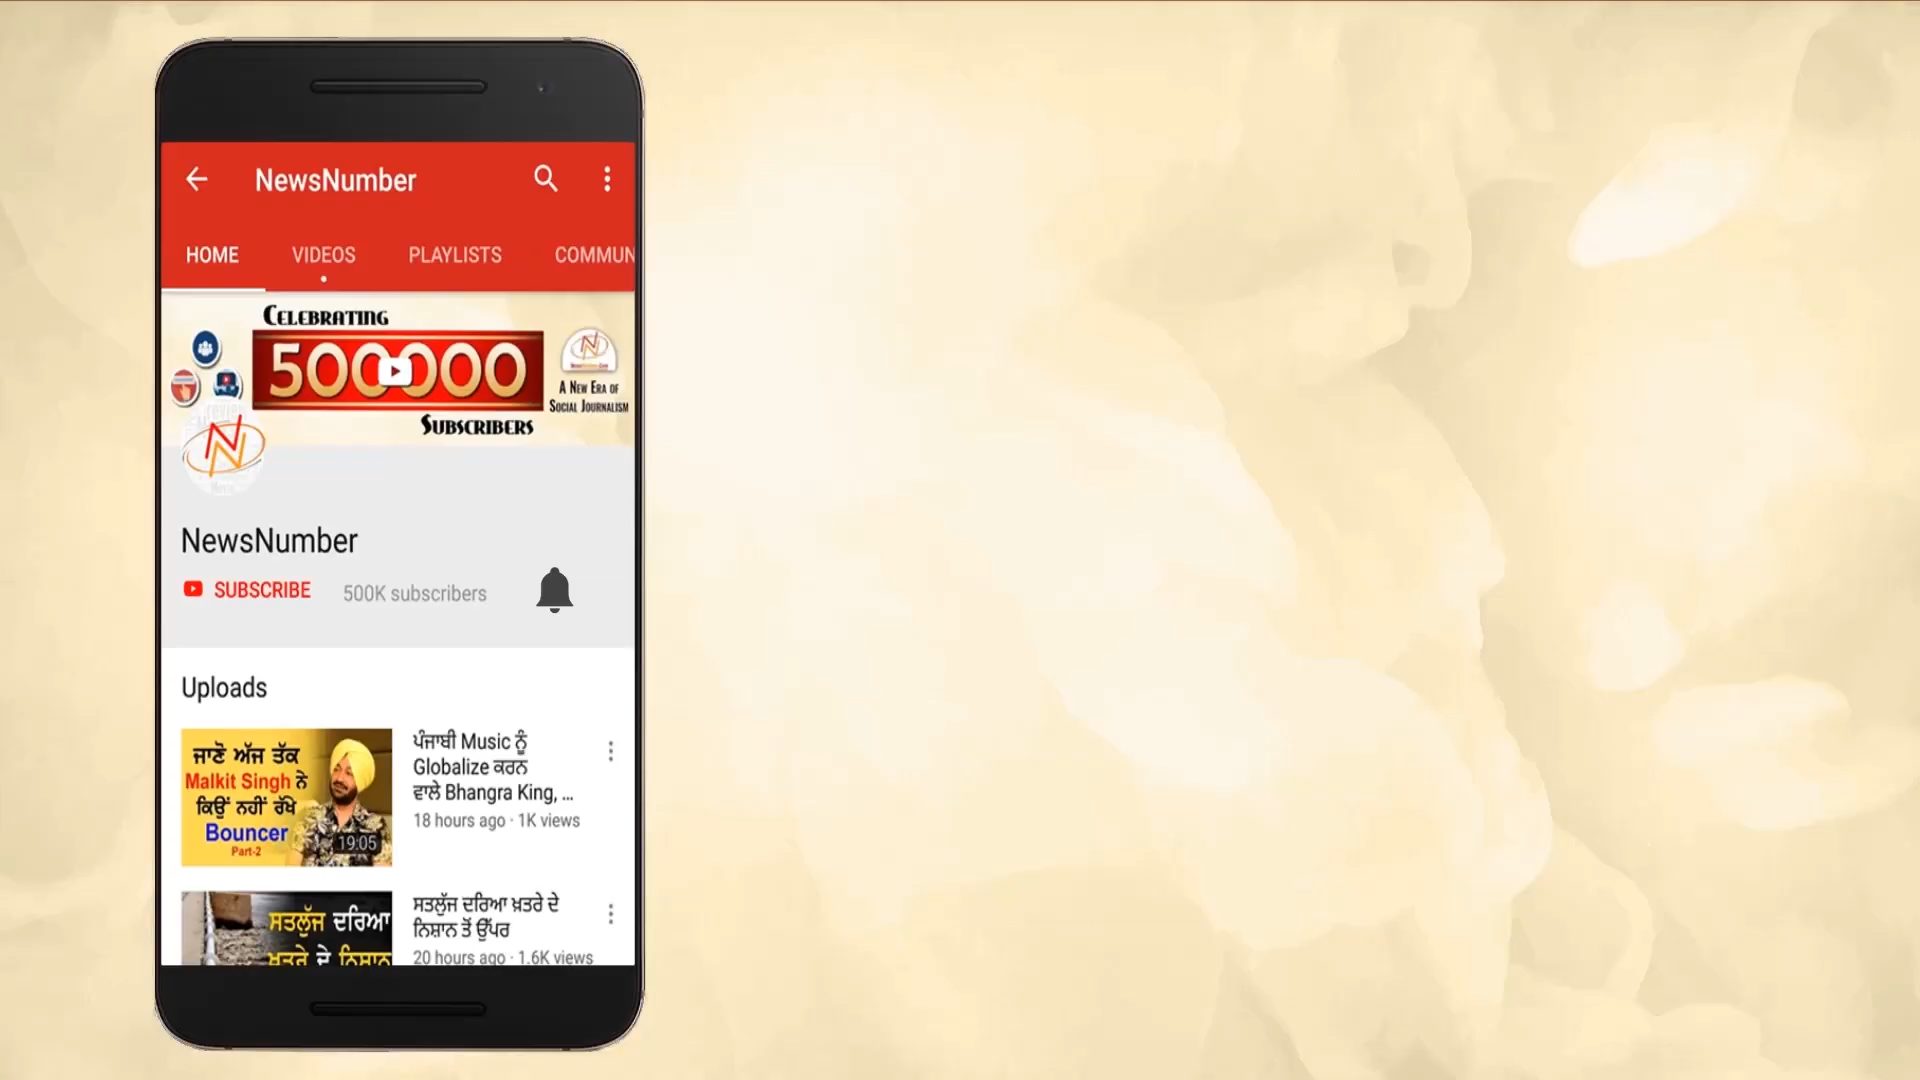 NewsNumber
HOME VIDEOS PLAYLISTS COMMUN
CELEBRATING
500000
SUBSCRIBERS
A NEW ERA OF
SOCIAL JOURNALISM
NewsNumber
SUBSCRIBE 500K subscribers
Uploads
ਜਾਣੋ ਅੱਜ ਤੱਕ
Malkit Singh ਨੇ
ਕਿਉਂ ਨਹੀਂ ਰੱਖੇ
Bouncer
Part-2
19:05
ਪੰਜਾਬੀ Music ਨੂੰ
Globalize ਕਰਨ
ਵਾਲੇ Bhangra King, ...
18 hours ago · 1K views
ਸਤਲੁੱਜ ਦਰਿਆ
ਖ਼ਤਰੇ ਦੇ ਨਿਸ਼ਾਨ
ਸਤਲੁੱਜ ਦਰਿਆ ਖ਼ਤਰੇ ਦੇ
ਨਿਸ਼ਾਨ ਤੋਂ ਉੱਪਰ
20 hours ago · 1.6K views